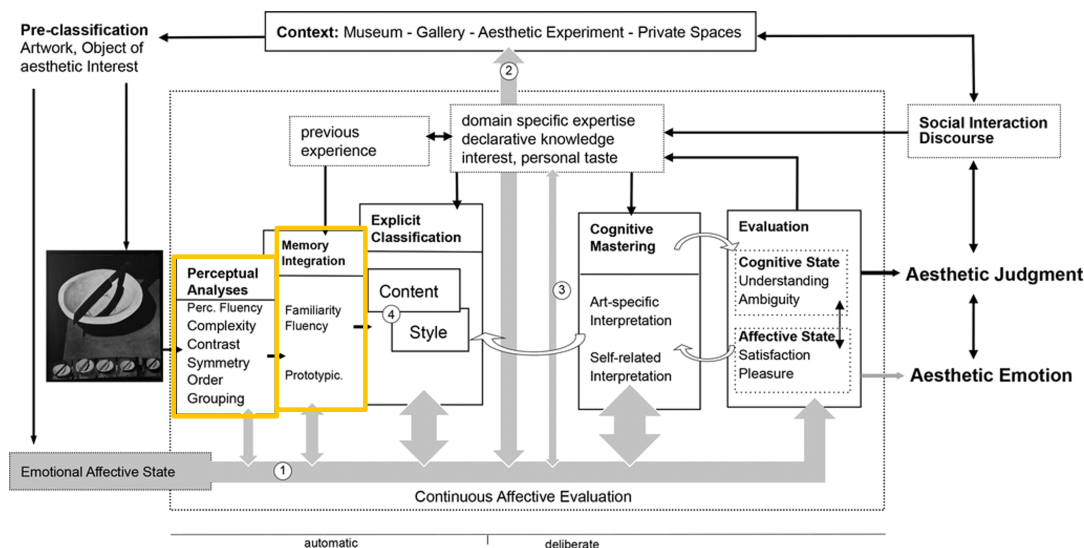 Pre-classification
Artwork, Object of
aesthetic Interest
Context: Museum - Gallery - Aesthetic Experiment - Private Spaces
2
previous
experience
domain specific expertise
declarative knowledge
interest, personal taste
Social Interaction
Discourse
Perceptual
Analyses
Perc. Fluency
Complexity
Contrast
Symmetry
Order
Grouping
Memory
Integration
Familiarity
Fluency
Prototypic.
Explicit
Classification
Content
4
Style
3
Cognitive
Mastering
Art-specific
Interpretation
Self-related
Interpretation
Evaluation
Cognitive State
Understanding
Ambiguity
Affective State
Satisfaction
Pleasure
Aesthetic Judgment
Aesthetic Emotion
Emotional Affective State
1
Continuous Affective Evaluation
automatic
deliberate